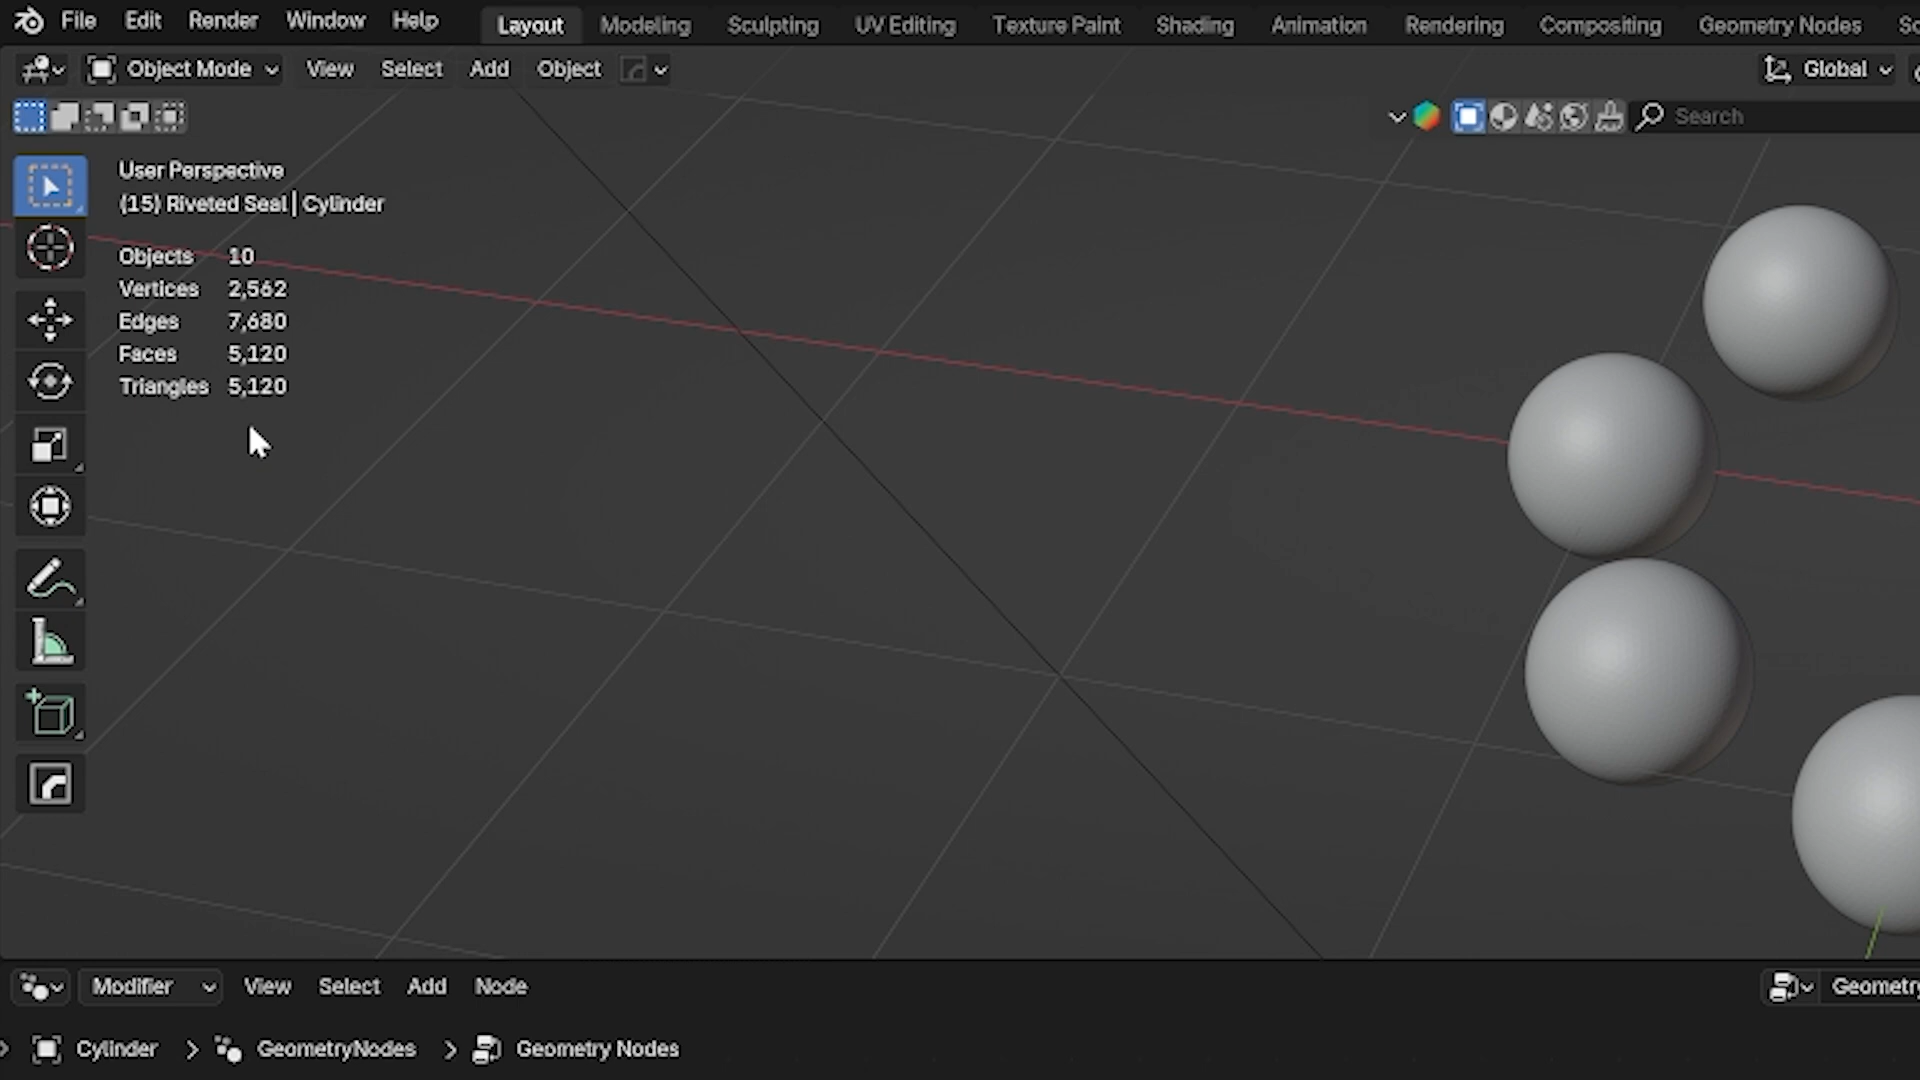 File Edit Render Window Help Layout Modeling Sculpting UV Editing Texture Paint Shading Animation Rendering Compositing Geometry Nodes
Object Mode View Select Add Object Global
Search
User Perspective
(15) Riveted Seal | Cylinder
Objects 10
Vertices 2,562
Edges 7,680
Faces 5,120
Triangles 5,120
Modifier View Select Add Node Geometry
Cylinder > GeometryNodes > Geometry Nodes